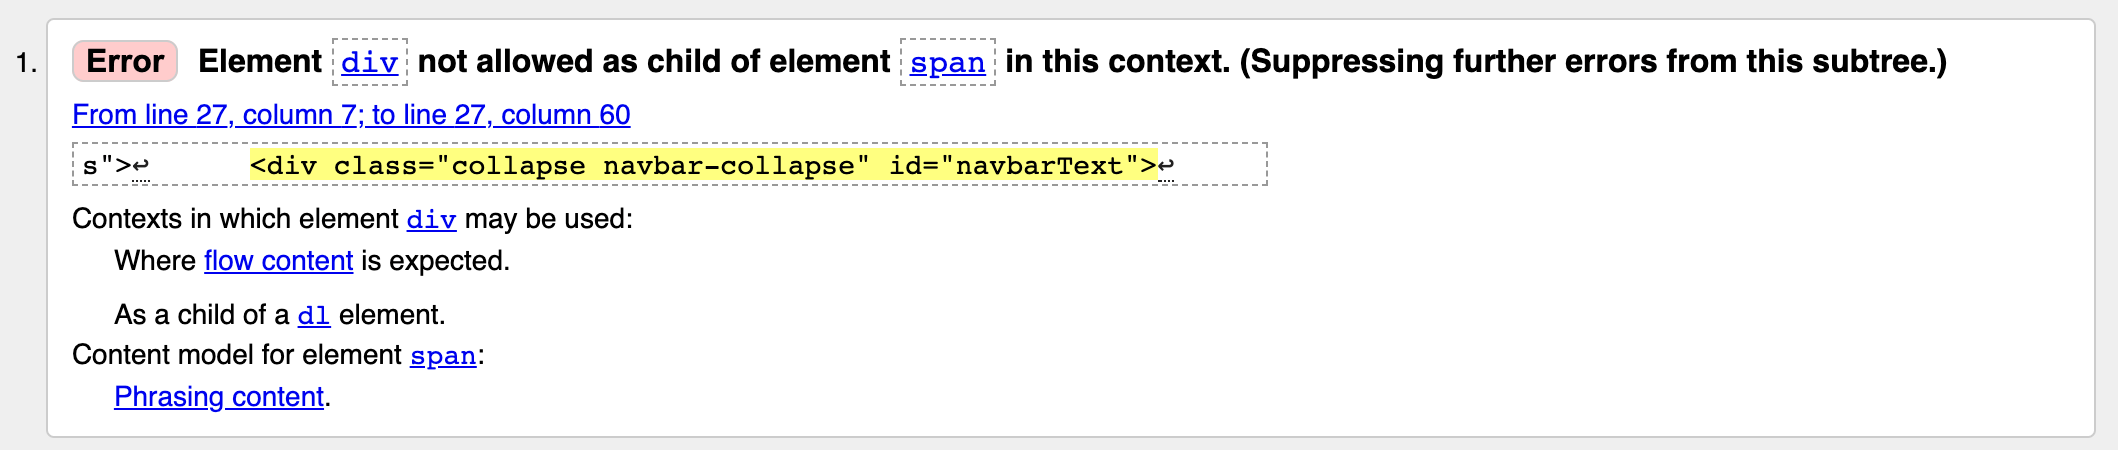 1. Error Element div not allowed as child of element span in this context. (Suppressing further errors from this subtree.)
From line 27, column 7; to line 27, column 60
s">↩ <div class="collapse navbar-collapse" id="navbarText">↩
Contexts in which element div may be used:
Where flow content is expected.
As a child of a dl element.
Content model for element span:
Phrasing content.